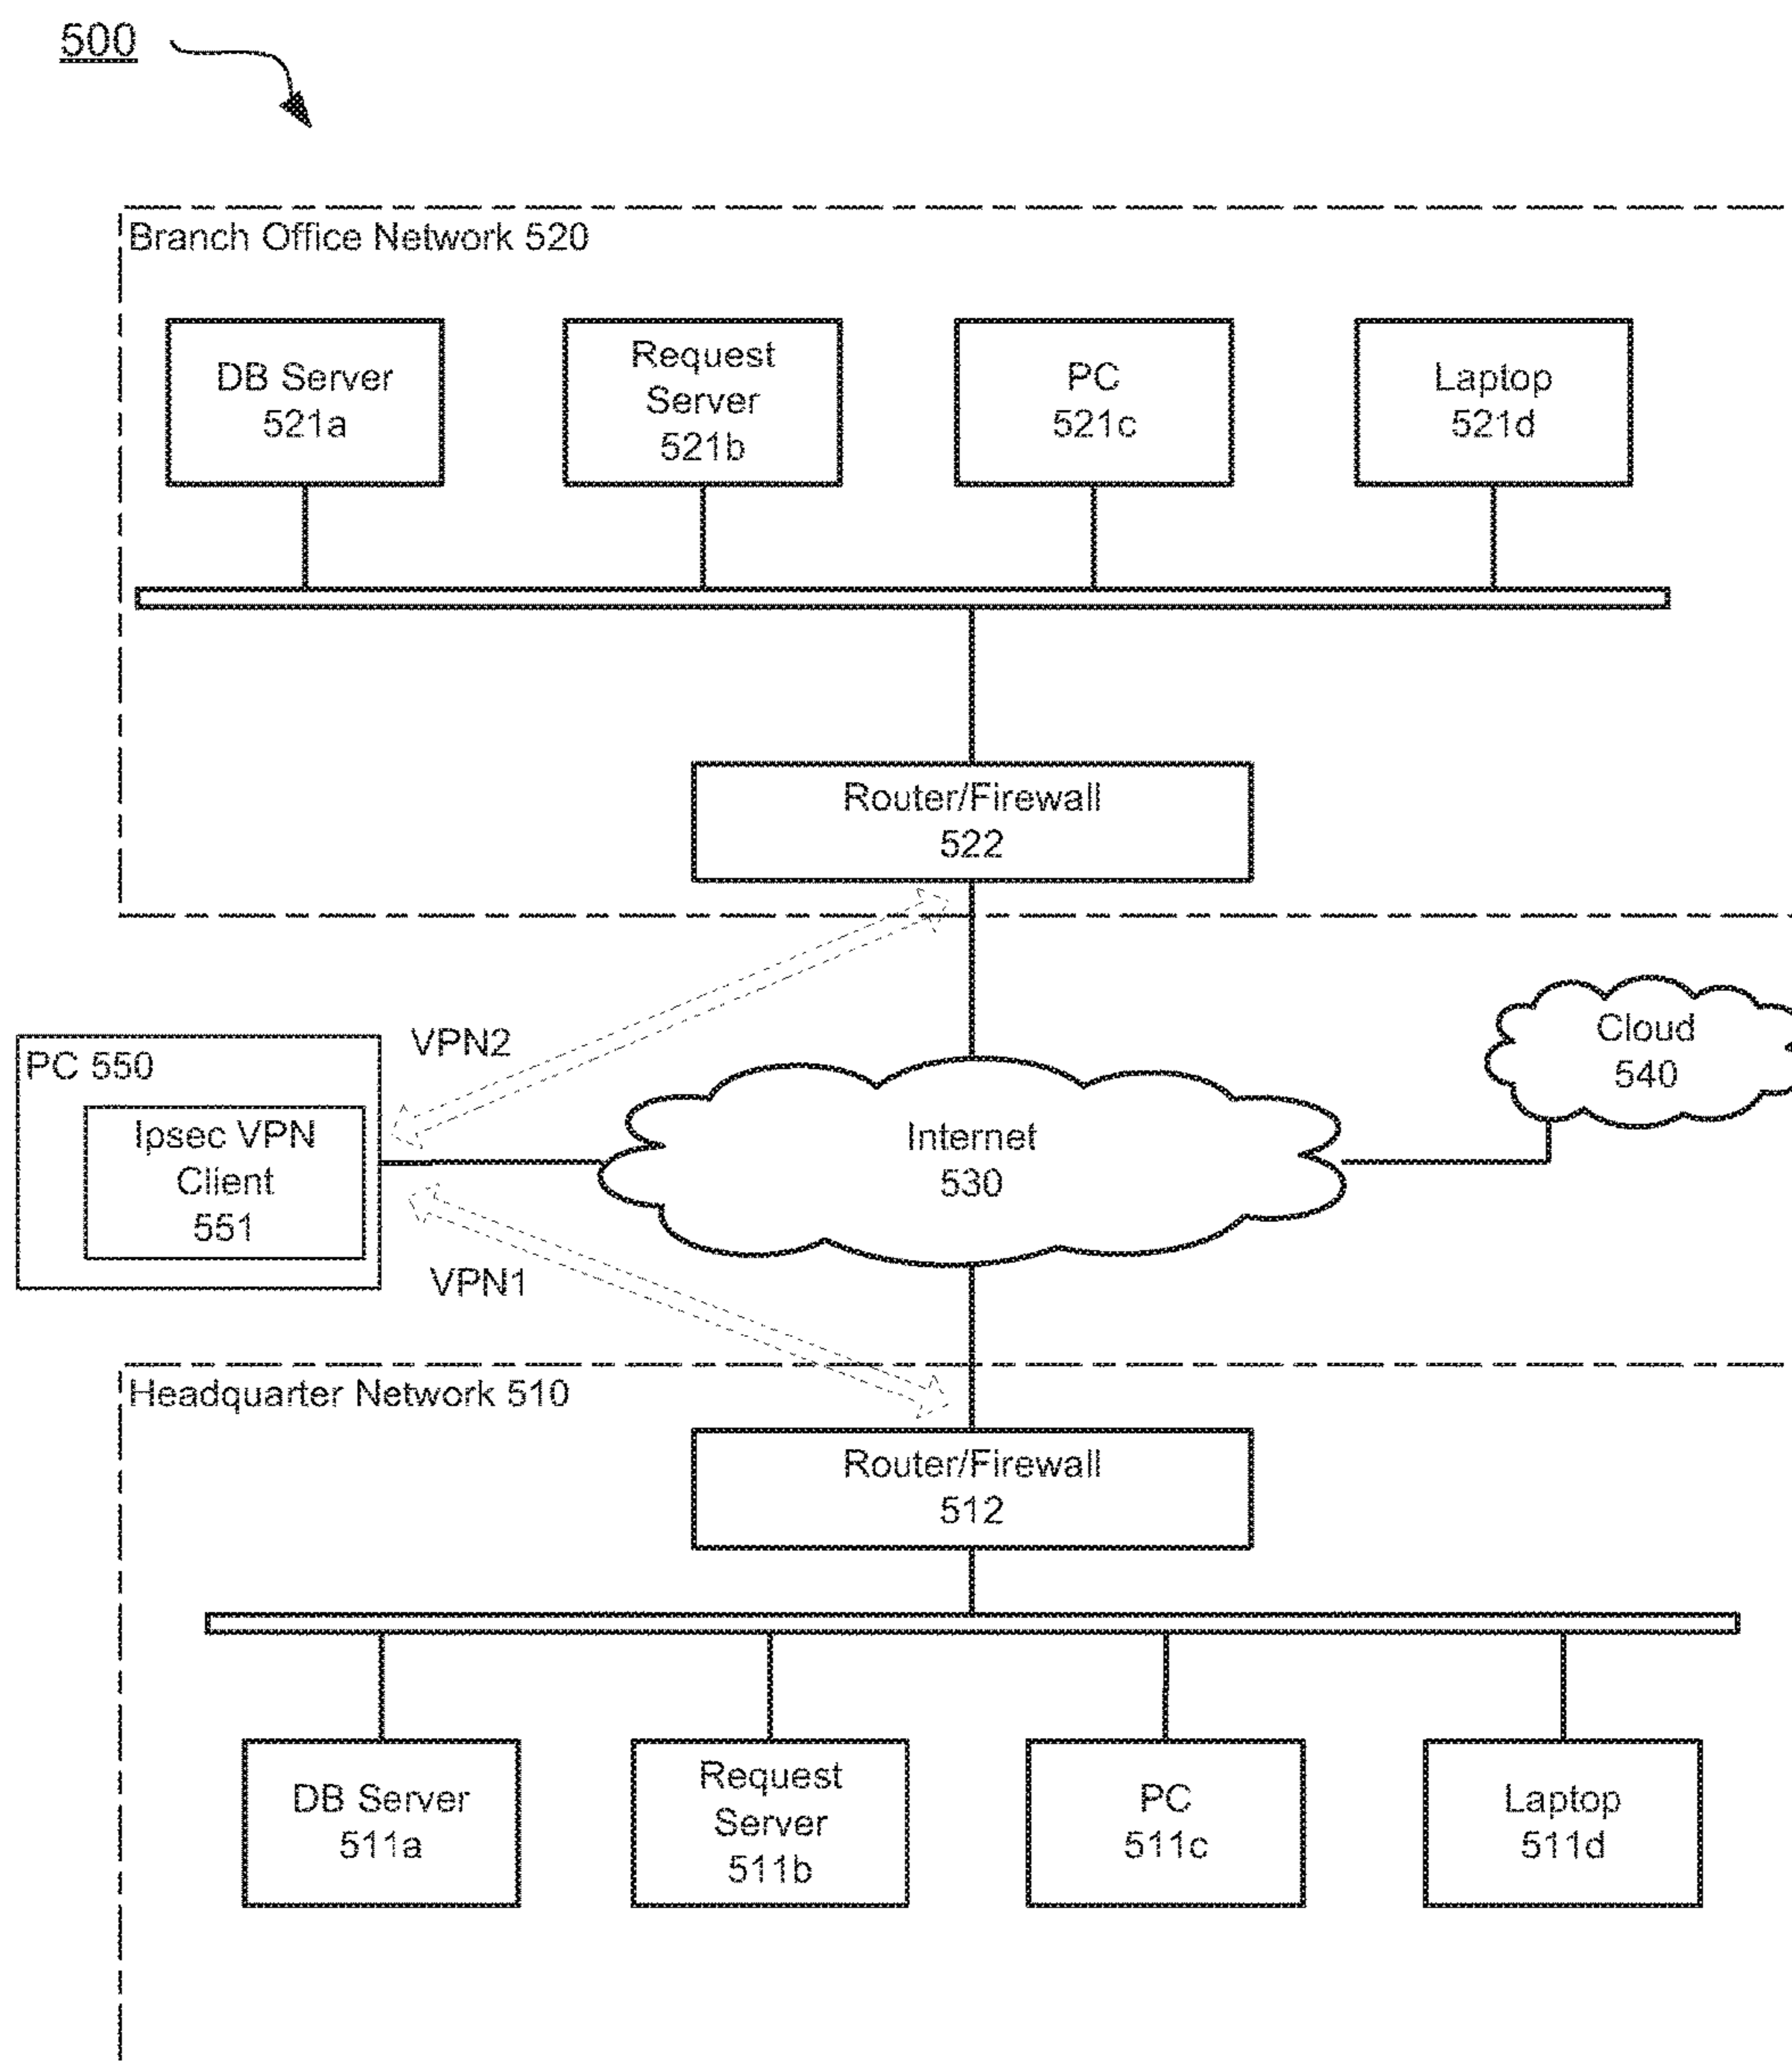 500
Branch Office Network 520
DB Server
521a
Request
Server
521b
PC
521c
Laptop
521d
Router/Firewall
522
VPN2
Cloud
540
PC 550
Ipsec VPN
Client
551
Internet
530
VPN1
Headquarter Network 510
Router/Firewall
512
DB Server
511a
Request
Server
511b
PC
511c
Laptop
511d